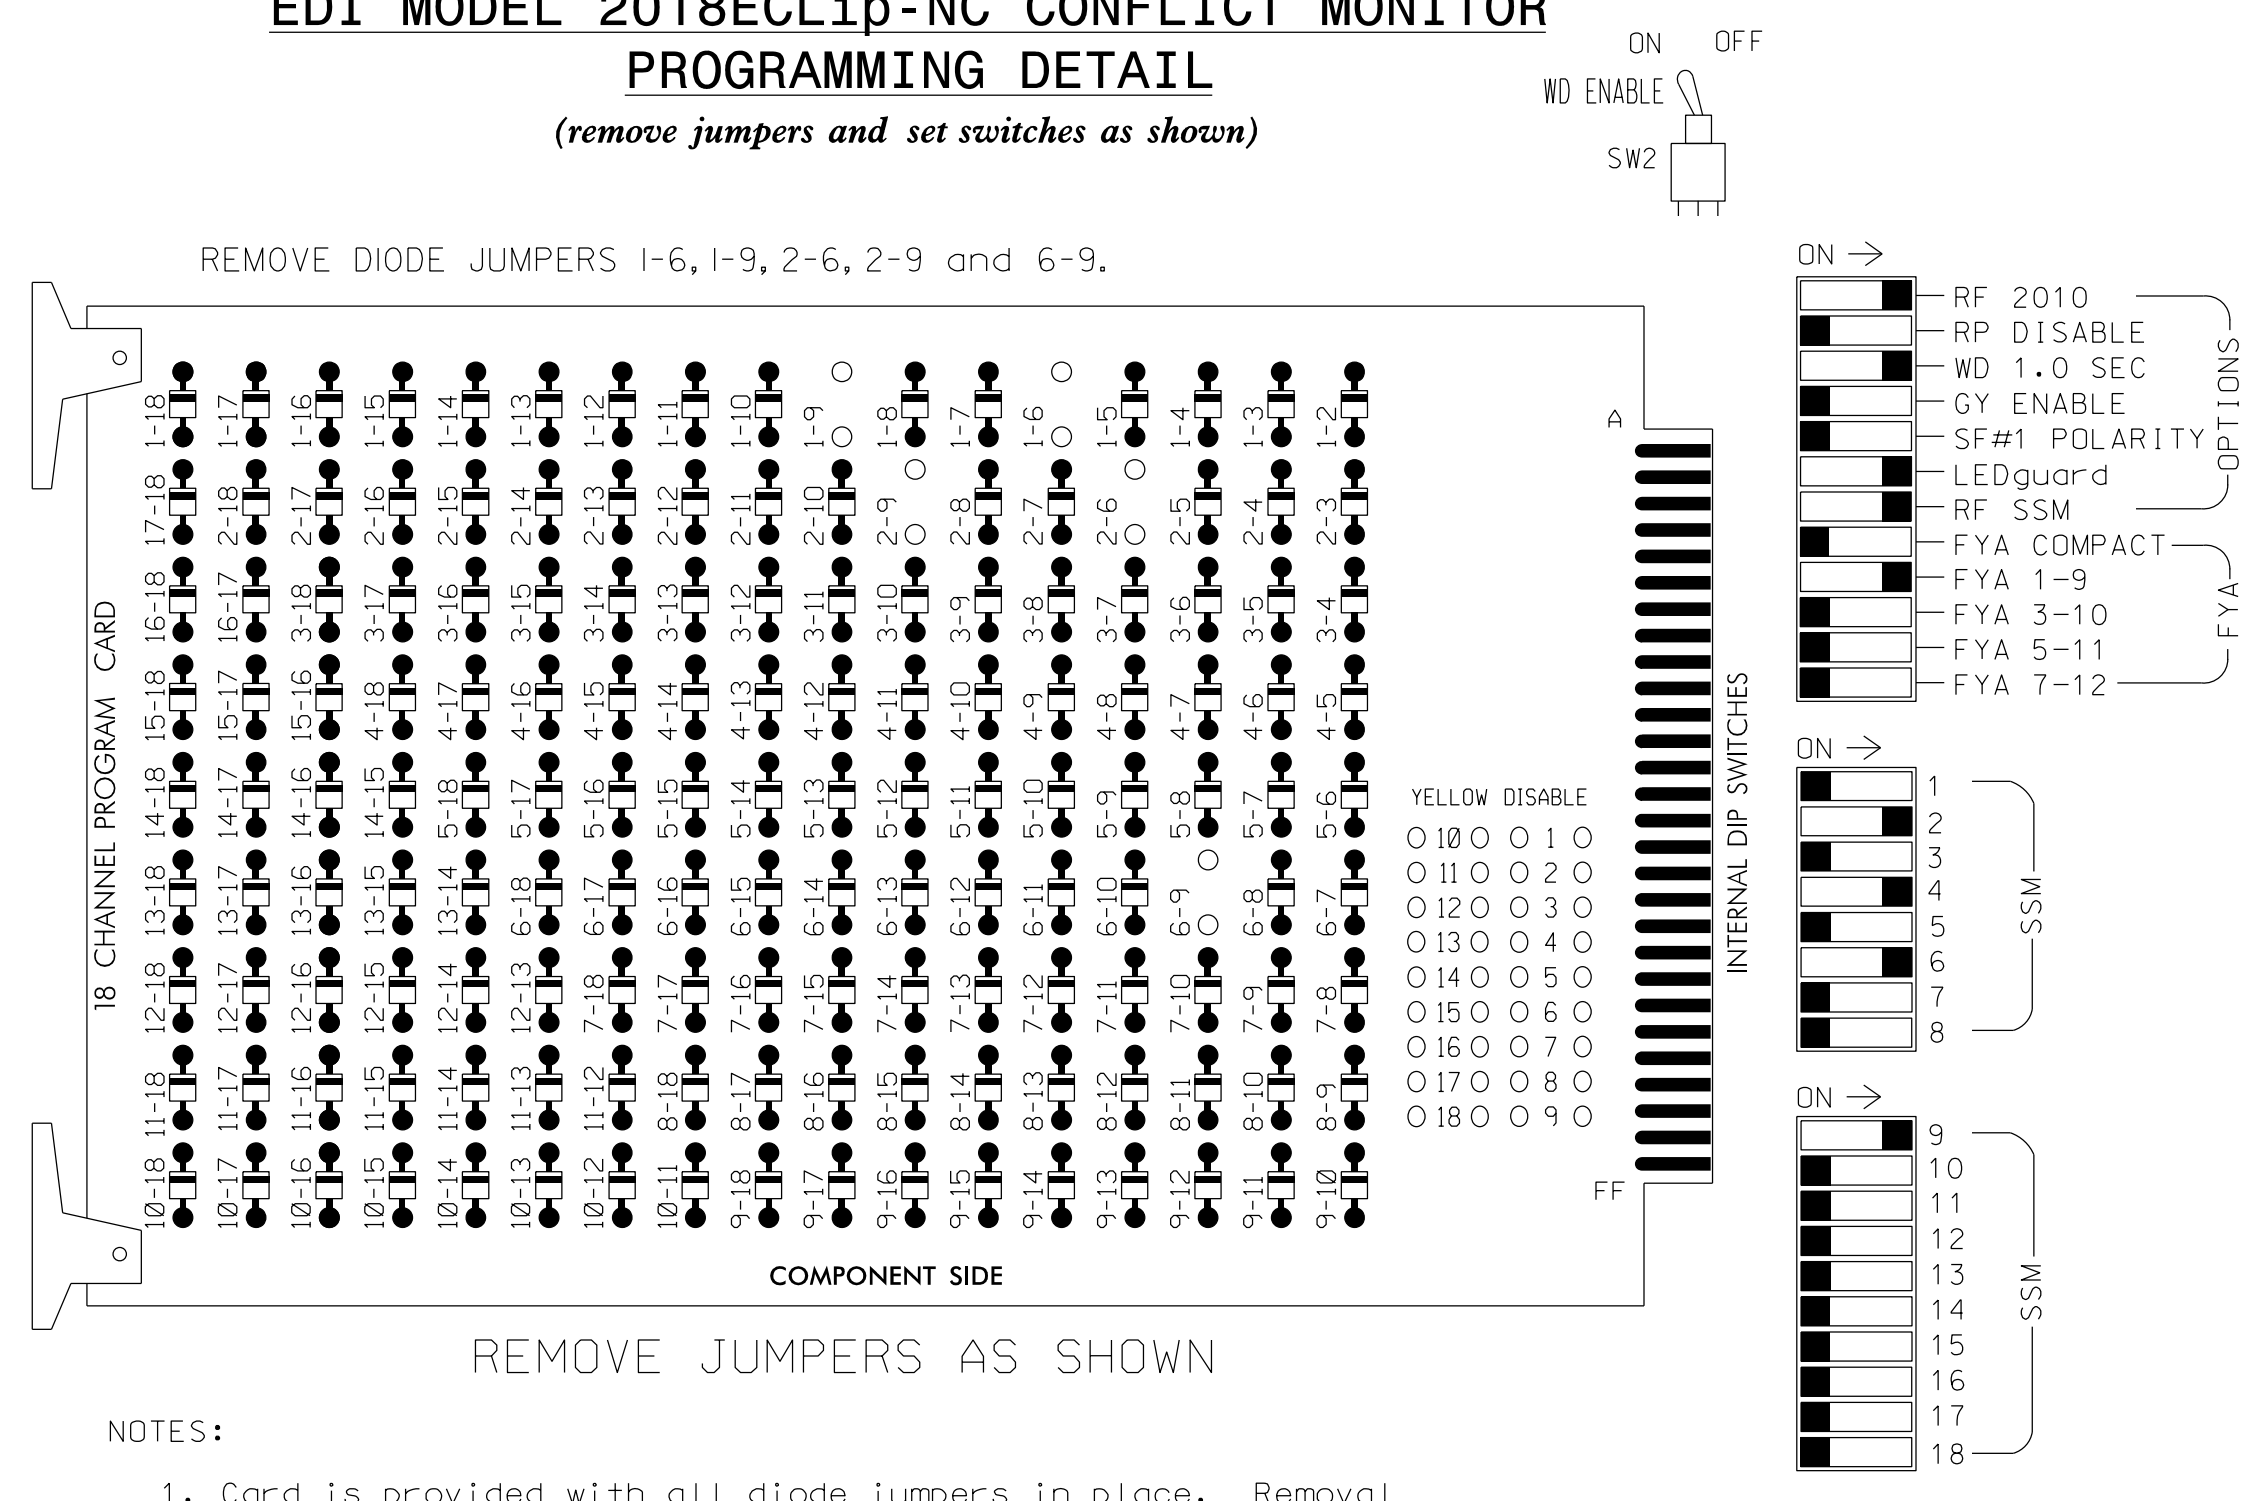 EDI MODEL 2018ECLip-NC CONFLICT MONITOR
PROGRAMMING DETAIL
(remove jumpers and set switches as shown)
ON OFF
WD ENABLE
SW2
REMOVE DIODE JUMPERS 1-6, 1-9, 2-6, 2-9 and 6-9.
18 CHANNEL PROGRAM CARD
1-18 1-17 1-16 1-15 1-14 1-13 1-12 1-11 1-10 1-9 1-8 1-7 1-6 1-5 1-4 1-3 1-2
17-18 2-18 2-17 2-16 2-15 2-14 2-13 2-12 2-11 2-10 2-9 2-8 2-7 2-6 2-5 2-4 2-3
16-18 16-17 3-18 3-17 3-16 3-15 3-14 3-13 3-12 3-11 3-10 3-9 3-8 3-7 3-6 3-5 3-4
15-18 15-17 15-16 4-18 4-17 4-16 4-15 4-14 4-13 4-12 4-11 4-10 4-9 4-8 4-7 4-6 4-5
14-18 14-17 14-16 14-15 5-18 5-17 5-16 5-15 5-14 5-13 5-12 5-11 5-10 5-9 5-8 5-7 5-6
13-18 13-17 13-16 13-15 13-14 6-18 6-17 6-16 6-15 6-14 6-13 6-12 6-11 6-10 6-9 6-8 6-7
12-18 12-17 12-16 12-15 12-14 12-13 7-18 7-17 7-16 7-15 7-14 7-13 7-12 7-11 7-10 7-9 7-8
11-18 11-17 11-16 11-15 11-14 11-13 11-12 8-18 8-17 8-16 8-15 8-14 8-13 8-12 8-11 8-10 8-9
10-18 10-17 10-16 10-15 10-14 10-13 10-12 10-11 9-18 9-17 9-16 9-15 9-14 9-13 9-12 9-11 9-10
A
YELLOW DISABLE
10 1
11 2
12 3
13 4
14 5
15 6
16 7
17 8
18 9
FF
COMPONENT SIDE
INTERNAL DIP SWITCHES
ON
RF 2010
RP DISABLE
WD 1.0 SEC
GY ENABLE
SF#1 POLARITY
LEDguard
RF SSM
OPTIONS
FYA COMPACT
FYA 1-9
FYA 3-10
FYA 5-11
FYA 7-12
FYA
ON
1
2
3
4
5
6
7
8
SSM
ON
9
10
11
12
13
14
15
16
17
18
SSM
REMOVE JUMPERS AS SHOWN
NOTES:
1. Card is provided with all diode jumpers in place. Removal